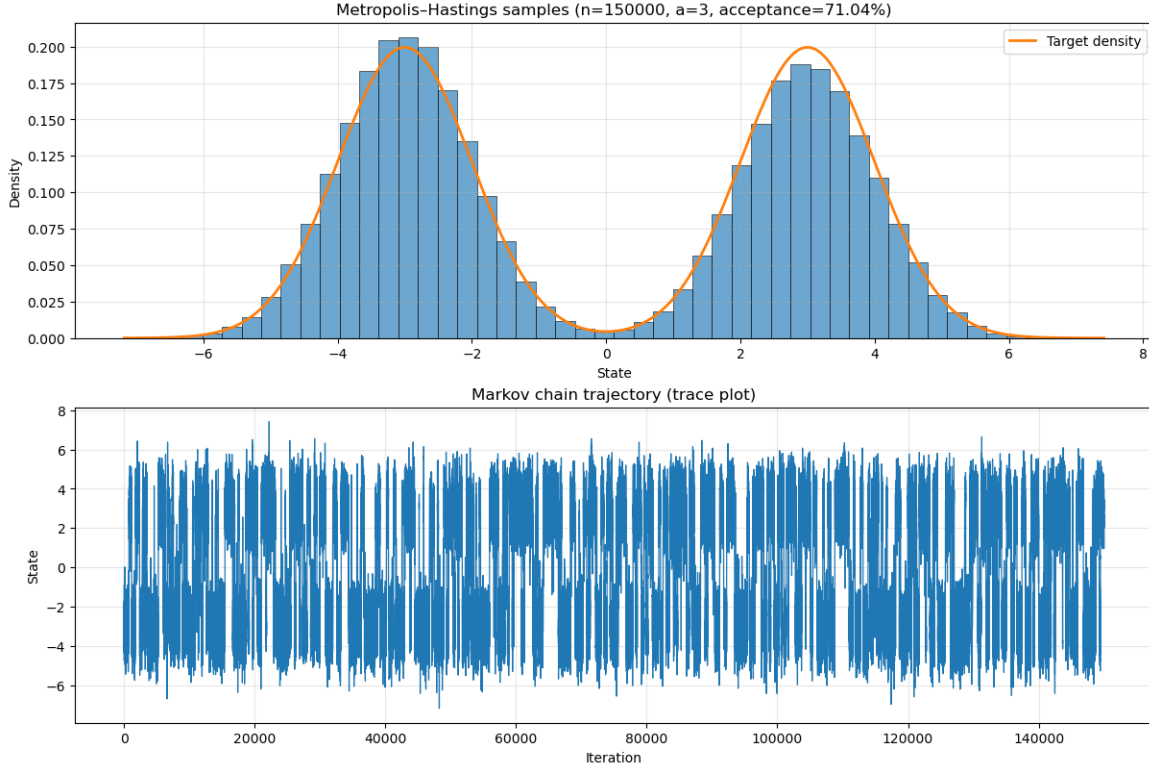 Metropolis–Hastings samples (n=150000, a=3, acceptance=71.04%)
Target density
Density
0.200
0.175
0.150
0.125
0.100
0.075
0.050
0.025
0.000
−6 −4 −2 0 2 4 6 8
State
Markov chain trajectory (trace plot)
State
8
6
4
2
0
−2
−4
−6
0 20000 40000 60000 80000 100000 120000 140000
Iteration